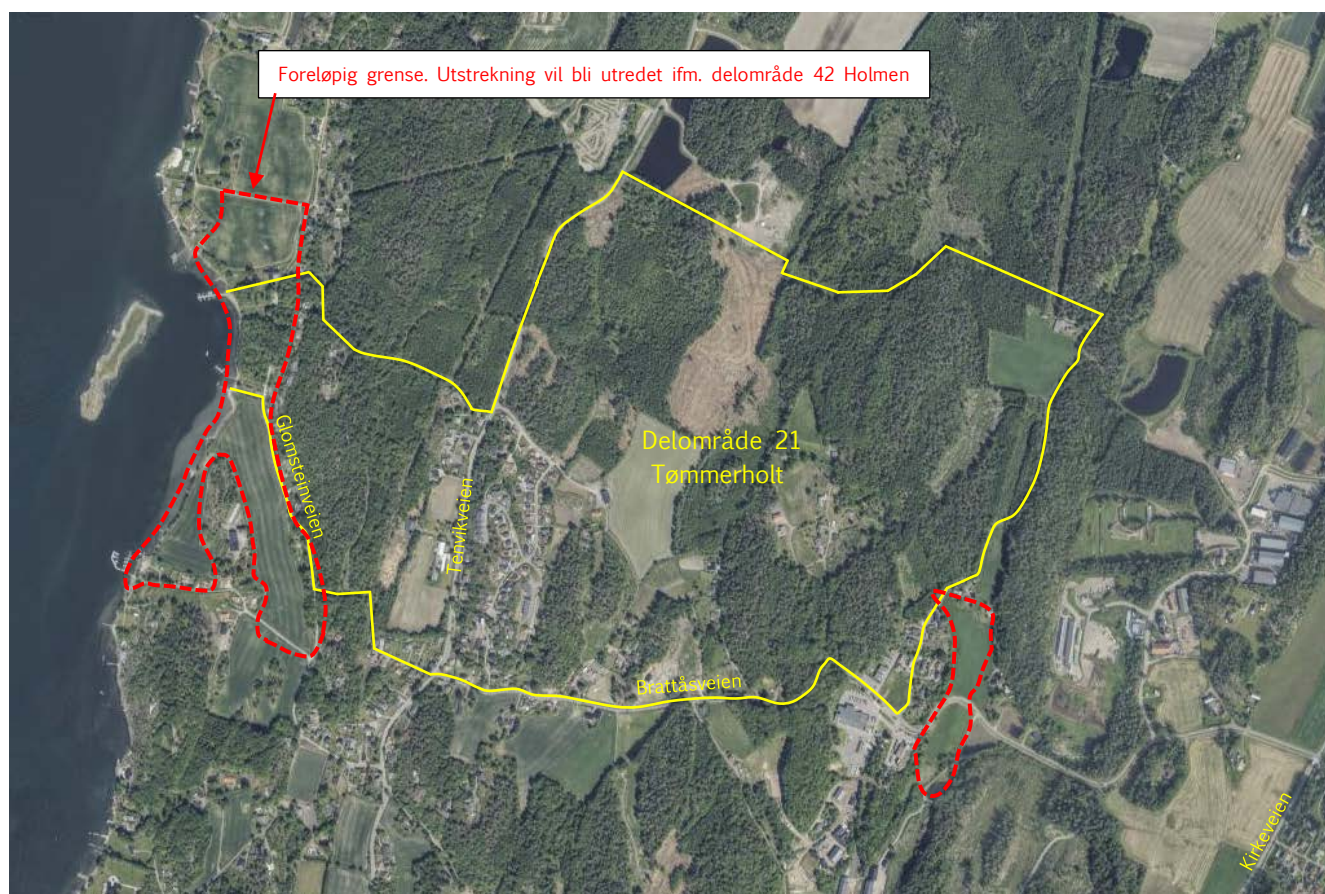 Foreløpig grense. Utstrekning vil bli utredet ifm. delområde 42 Holmen
Delområde 21
Tømmerholt
Glomsteinveien
Tenvikveien
Brattåsveien
Kirkeveien